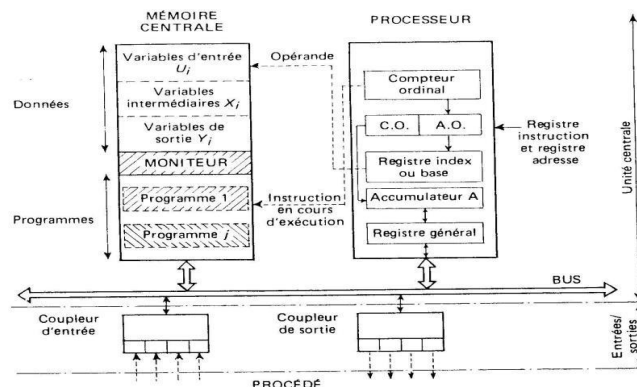 MÉMOIRE
CENTRALE
PROCESSEUR
Données
Variables d'entrée
Ui
Variables
intermédiaires Xi
Variables de
sortie Yi
MONITEUR
Programmes
Programme 1
Programme j
Opérande
Instruction
en cours
d'exécution
Compteur
ordinal
C.O.
A.O.
Registre index
ou base
Accumulateur A
Registre général
Registre
instruction
et registre
adresse
Unité centrale
BUS
Coupleur
d'entrée
Coupleur
de sortie
Entrées/
sorties
PROCÉDÉ